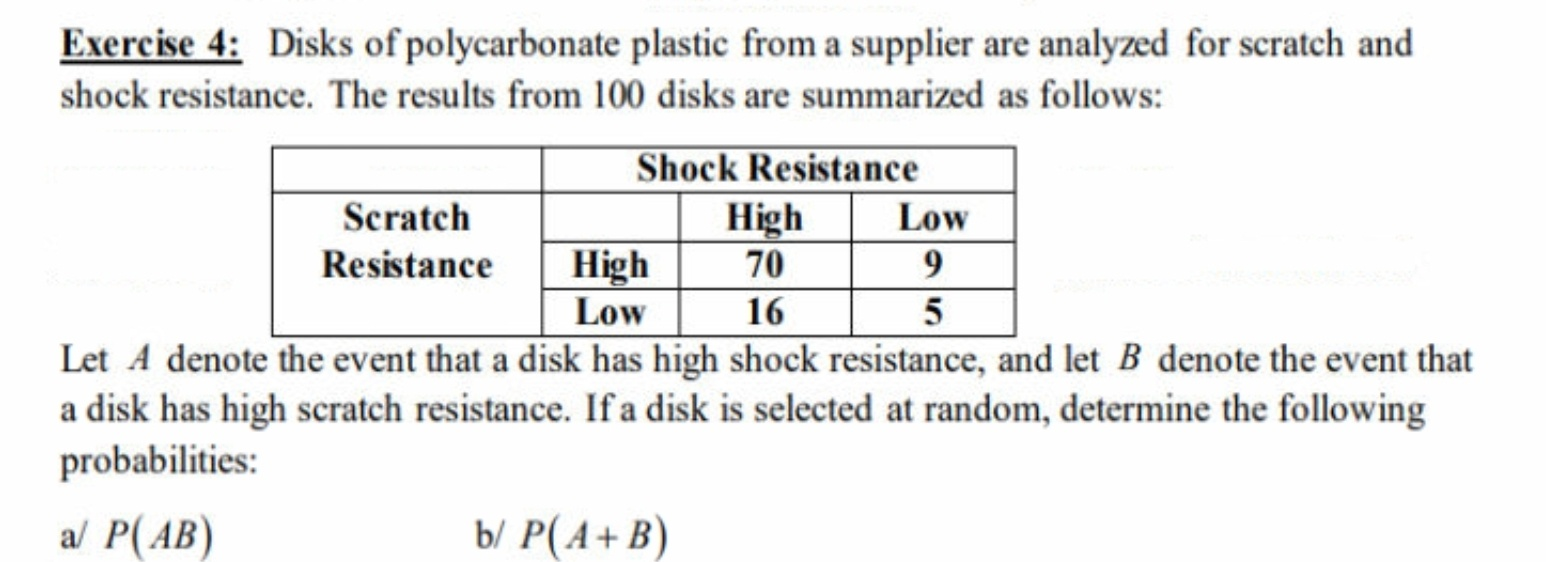 Exercise 4: Disks of polycarbonate plastic from a supplier are analyzed for scratch and
shock resistance. The results from 100 disks are summarized as follows:
Shock Resistance
Scratch High Low
Resistance High 70 9
Low 16 5
Let A denote the event that a disk has high shock resistance, and let B denote the event that
a disk has high scratch resistance. If a disk is selected at random, determine the following
probabilities:
a/ P(AB) b/ P(A+B)